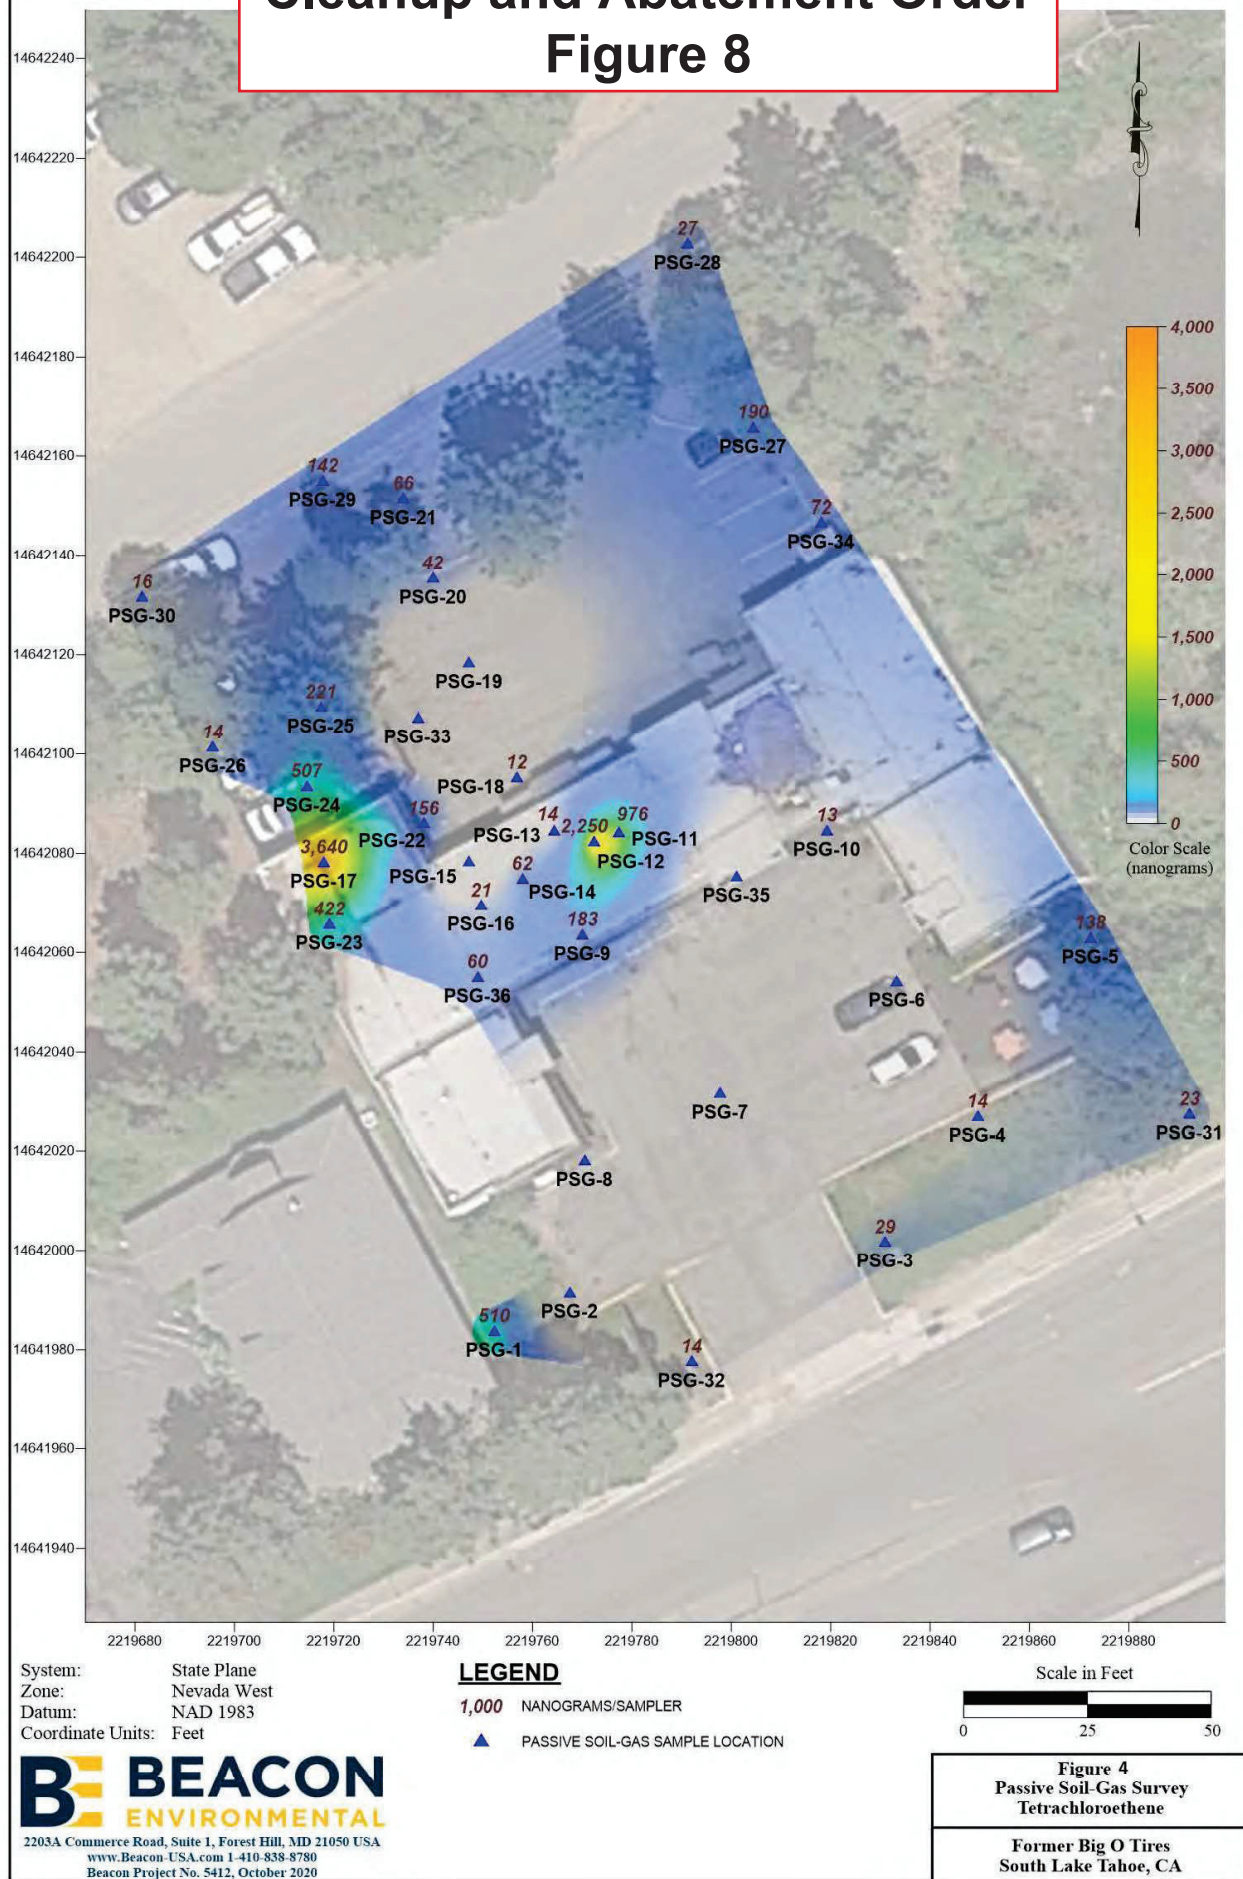 Cleanup and Abatement Order
Figure 8
14642240
14642220
14642200
14642180
14642160
14642140
14642120
14642100
14642080
14642060
14642040
14642020
14642000
14641980
14641960
14641940
27
PSG-28
190
PSG-27
142
PSG-29
66
PSG-21
72
PSG-34
42
PSG-20
16
PSG-30
PSG-19
221
PSG-25
PSG-33
14
PSG-26
507
PSG-24
12
PSG-18
156
PSG-22
14
PSG-13
2,250
PSG-12
976
PSG-11
13
PSG-10
3,640
PSG-17
PSG-15
62
PSG-14
PSG-35
21
PSG-16
422
PSG-23
183
PSG-9
138
PSG-5
60
PSG-36
PSG-6
PSG-7
14
PSG-4
23
PSG-31
PSG-8
29
PSG-3
PSG-2
510
PSG-1
14
PSG-32
4,000
3,500
3,000
2,500
2,000
1,500
1,000
500
0
Color Scale
(nanograms)
2219680 2219700 2219720 2219740 2219760 2219780 2219800 2219820 2219840 2219860 2219880
System: State Plane
Zone: Nevada West
Datum: NAD 1983
Coordinate Units: Feet
LEGEND
1,000 NANOGRAMS/SAMPLER
PASSIVE SOIL-GAS SAMPLE LOCATION
Scale in Feet
0 25 50
BEACON
ENVIRONMENTAL
2203A Commerce Road, Suite 1, Forest Hill, MD 21050 USA
www.Beacon-USA.com 1-410-838-8780
Beacon Project No. 5412, October 2020
Figure 4
Passive Soil-Gas Survey
Tetrachloroethene
Former Big O Tires
South Lake Tahoe, CA